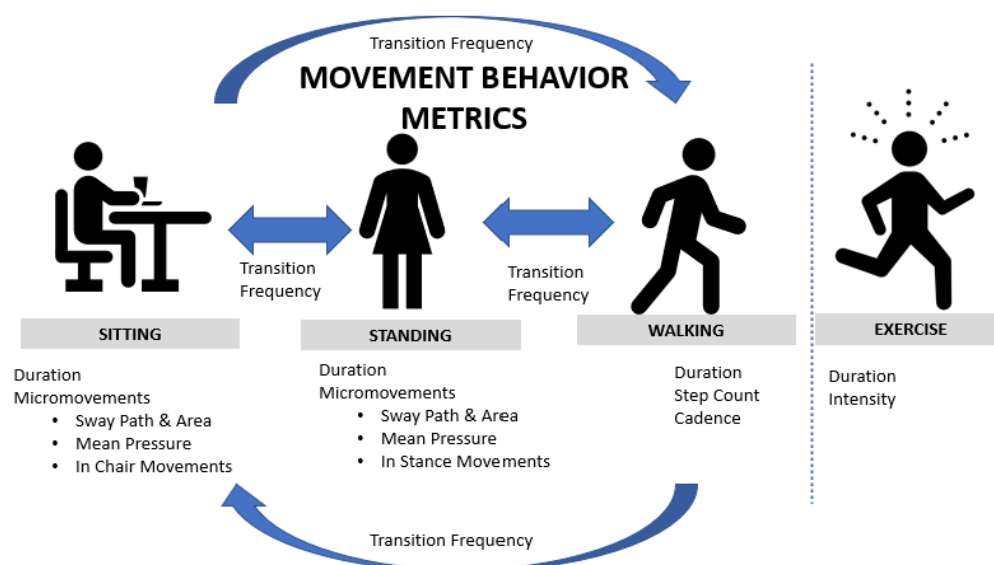 Transition Frequency
MOVEMENT BEHAVIOR
METRICS
Transition
Frequency
Transition
Frequency
SITTING
Duration
Micromovements
• Sway Path & Area
• Mean Pressure
• In Chair Movements
STANDING
Duration
Micromovements
• Sway Path & Area
• Mean Pressure
• In Stance Movements
WALKING
Duration
Step Count
Cadence
EXERCISE
Duration
Intensity
Transition Frequency